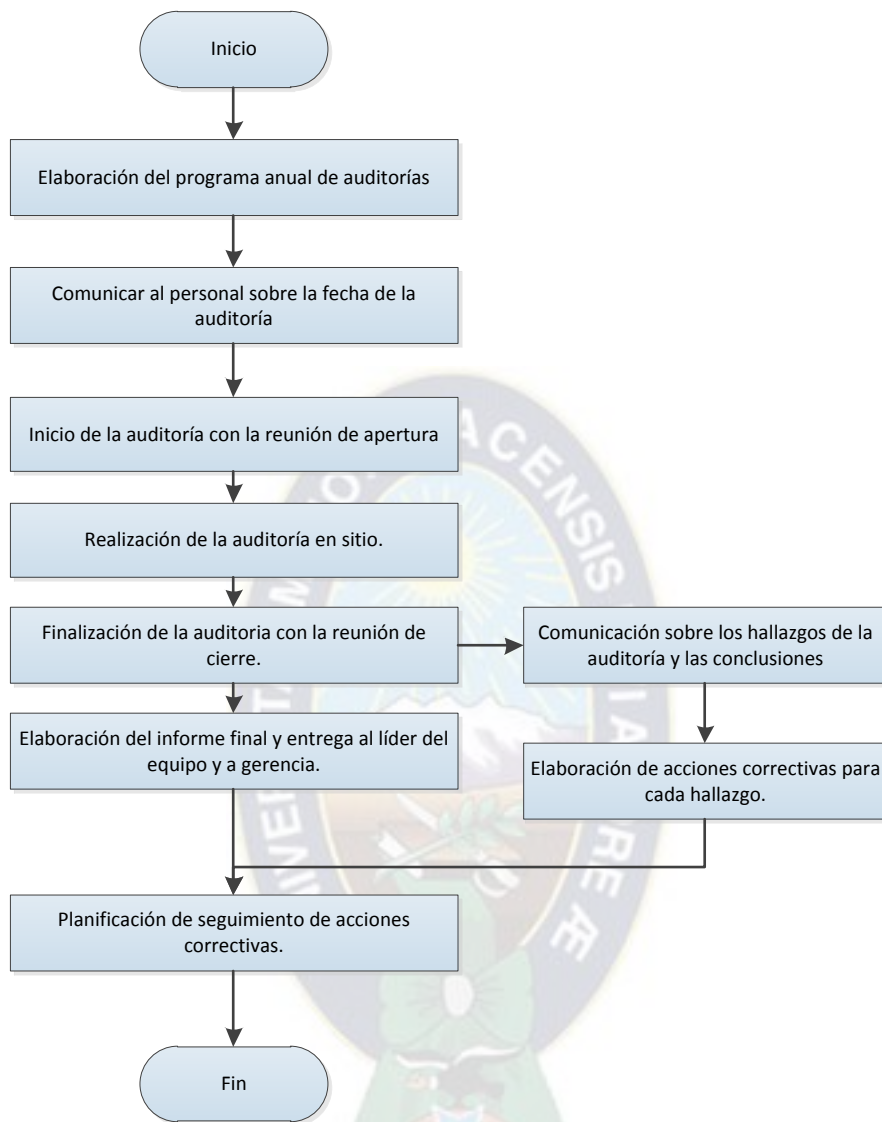 Inicio
Elaboración del programa anual de auditorías
Comunicar al personal sobre la fecha de la
auditoría
Inicio de la auditoría con la reunión de apertura
Realización de la auditoría en sitio.
Finalización de la auditoria con la reunión de
cierre.
Comunicación sobre los hallazgos de la
auditoría y las conclusiones
Elaboración del informe final y entrega al líder del
equipo y a gerencia.
Elaboración de acciones correctivas para
cada hallazgo.
Planificación de seguimiento de acciones
correctivas.
Fin